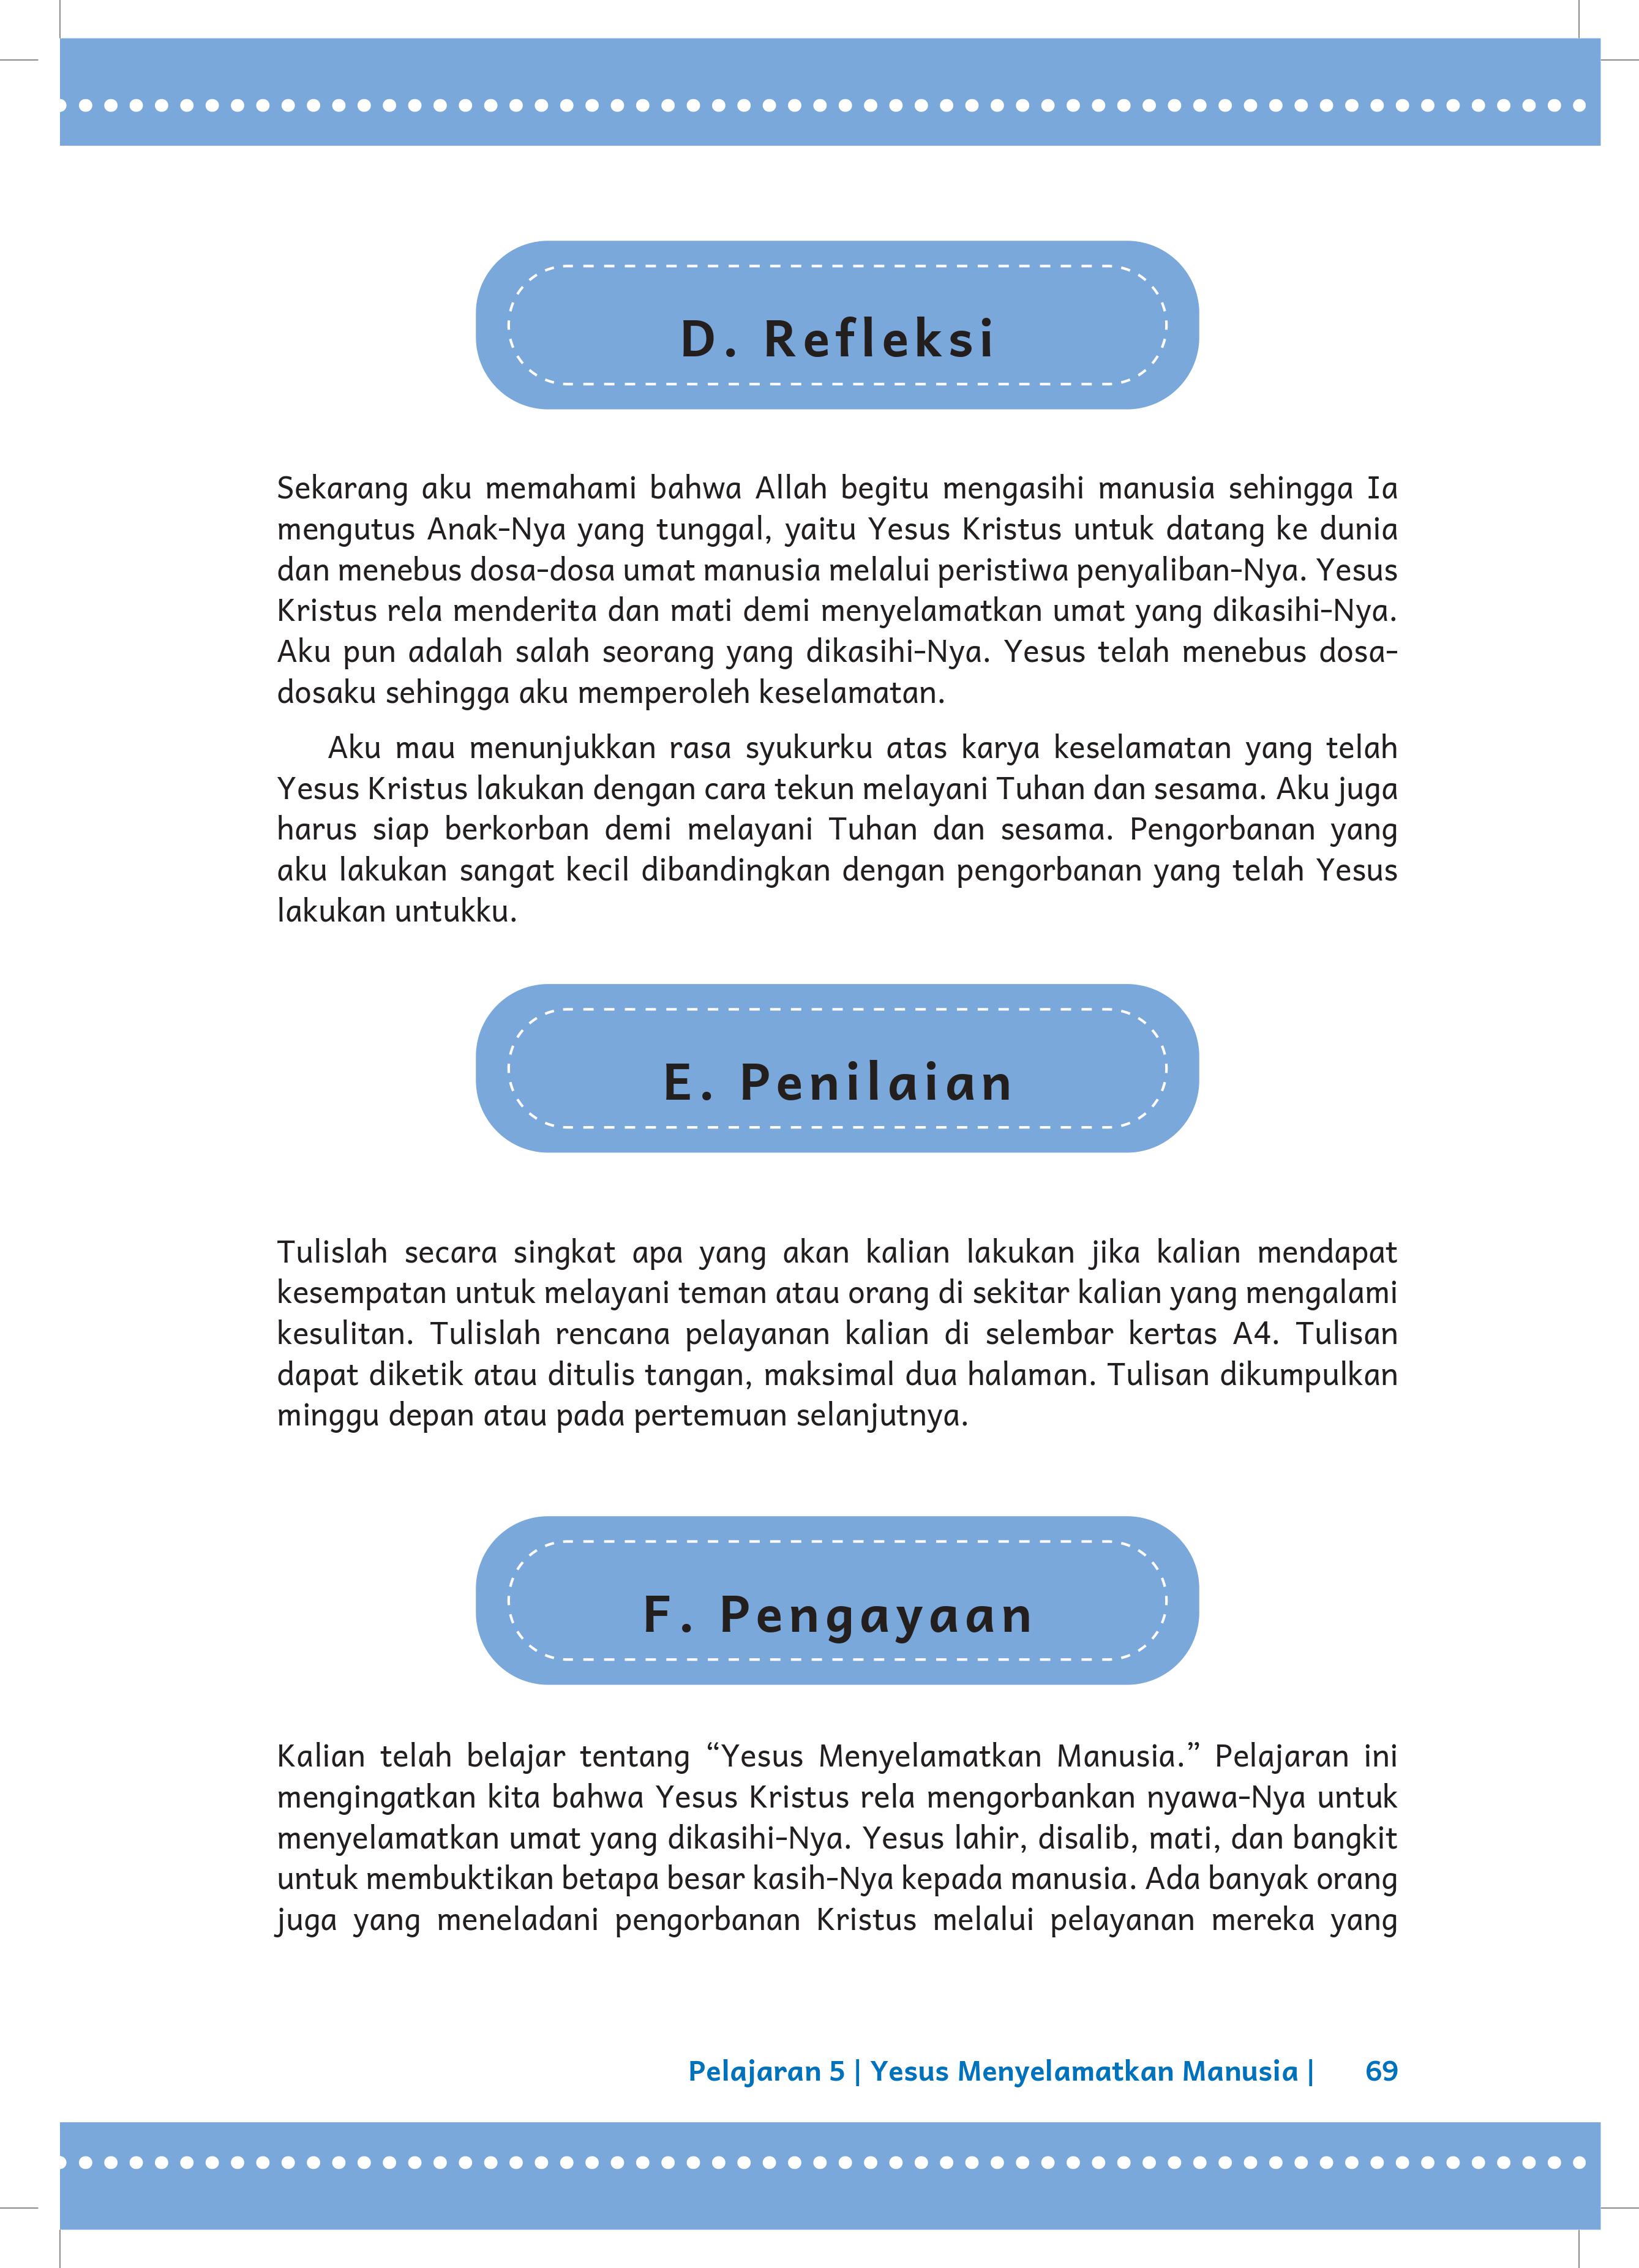 D. Refleksi
Sekarang aku memahami bahwa Allah begitu mengasihi manusia sehingga Ia
mengutus Anak-Nya yang tunggal, yaitu Yesus Kristus untuk datang ke dunia
dan menebus dosa-dosa umat manusia melalui peristiwa penyaliban-Nya. Yesus
Kristus rela menderita dan mati demi menyelamatkan umat yang dikasihi-Nya.
Aku pun adalah salah seorang yang dikasihi-Nya. Yesus telah menebus dosa-
dosaku sehingga aku memperoleh keselamatan.
Aku mau menunjukkan rasa syukurku atas karya keselamatan yang telah
Yesus Kristus lakukan dengan cara tekun melayani Tuhan dan sesama. Aku juga
harus siap berkorban demi melayani Tuhan dan sesama. Pengorbanan yang
aku lakukan sangat kecil dibandingkan dengan pengorbanan yang telah Yesus
lakukan untukku.
E. Penilaian
Tulislah secara singkat apa yang akan kalian lakukan jika kalian mendapat
kesempatan untuk melayani teman atau orang di sekitar kalian yang mengalami
kesulitan. Tulislah rencana pelayanan kalian di selembar kertas A4. Tulisan
dapat diketik atau ditulis tangan, maksimal dua halaman. Tulisan dikumpulkan
minggu depan atau pada pertemuan selanjutnya.
F. Pengayaan
Kalian telah belajar tentang “Yesus Menyelamatkan Manusia.” Pelajaran ini
mengingatkan kita bahwa Yesus Kristus rela mengorbankan nyawa-Nya untuk
menyelamatkan umat yang dikasihi-Nya. Yesus lahir, disalib, mati, dan bangkit
untuk membuktikan betapa besar kasih-Nya kepada manusia. Ada banyak orang
juga yang meneladani pengorbanan Kristus melalui pelayanan mereka yang
Pelajaran 5 | Yesus Menyelamatkan Manusia | 69